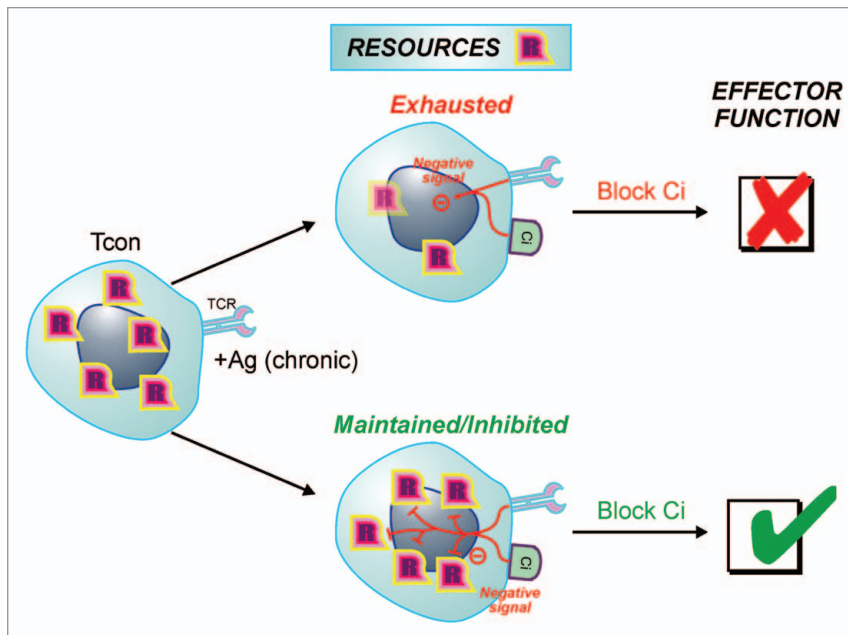 RESOURCES R
EFFECTOR
FUNCTION
Exhausted
Negative
signal
R
R
Ci
Block Ci
X
Tcon
R
R
R
R
R
TCR
+Ag (chronic)
Maintained/Inhibited
R
R
R
R
R
Ci
Negative
signal
Block Ci